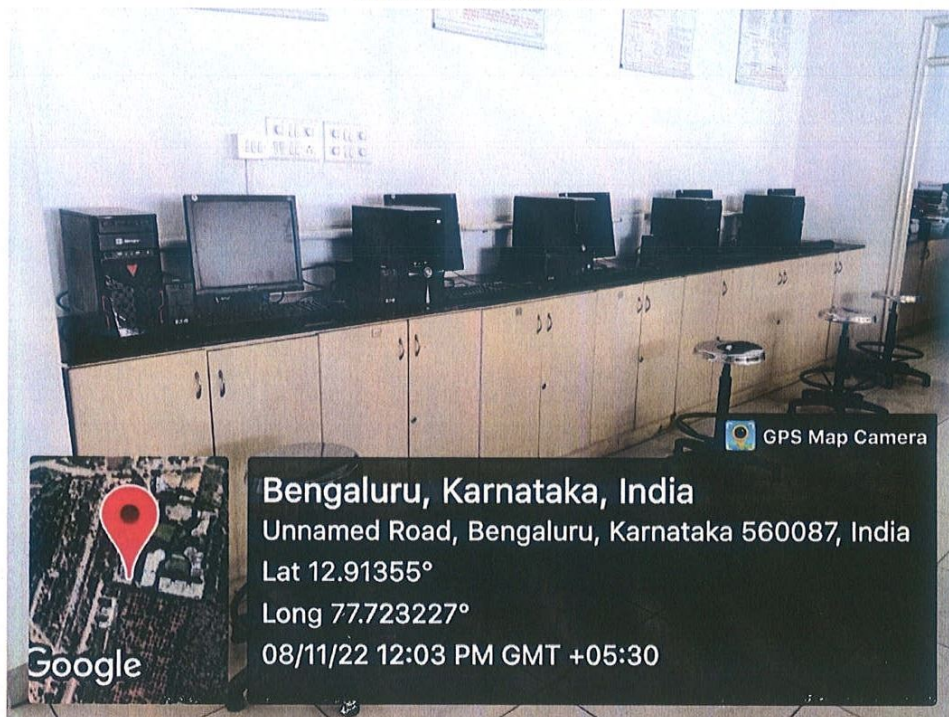 GPS Map Camera
Bengaluru, Karnataka, India
Unnamed Road, Bengaluru, Karnataka 560087, India
Lat 12.91355°
Long 77.723227°
08/11/22 12:03 PM GMT +05:30
Google